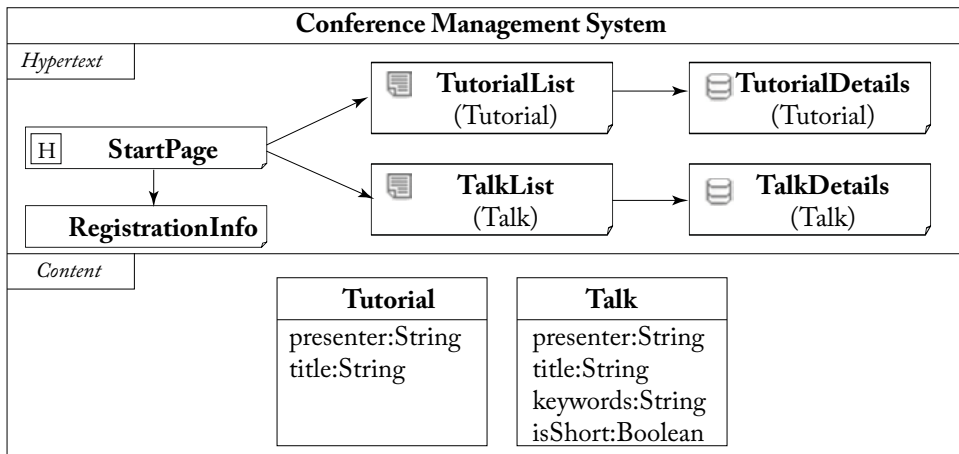 Conference Management System
Hypertext
TutorialList
(Tutorial)
TutorialDetails
(Tutorial)
H StartPage
TalkList
(Talk)
TalkDetails
(Talk)
RegistrationInfo
Content
Tutorial
presenter:String
title:String
Talk
presenter:String
title:String
keywords:String
isShort:Boolean